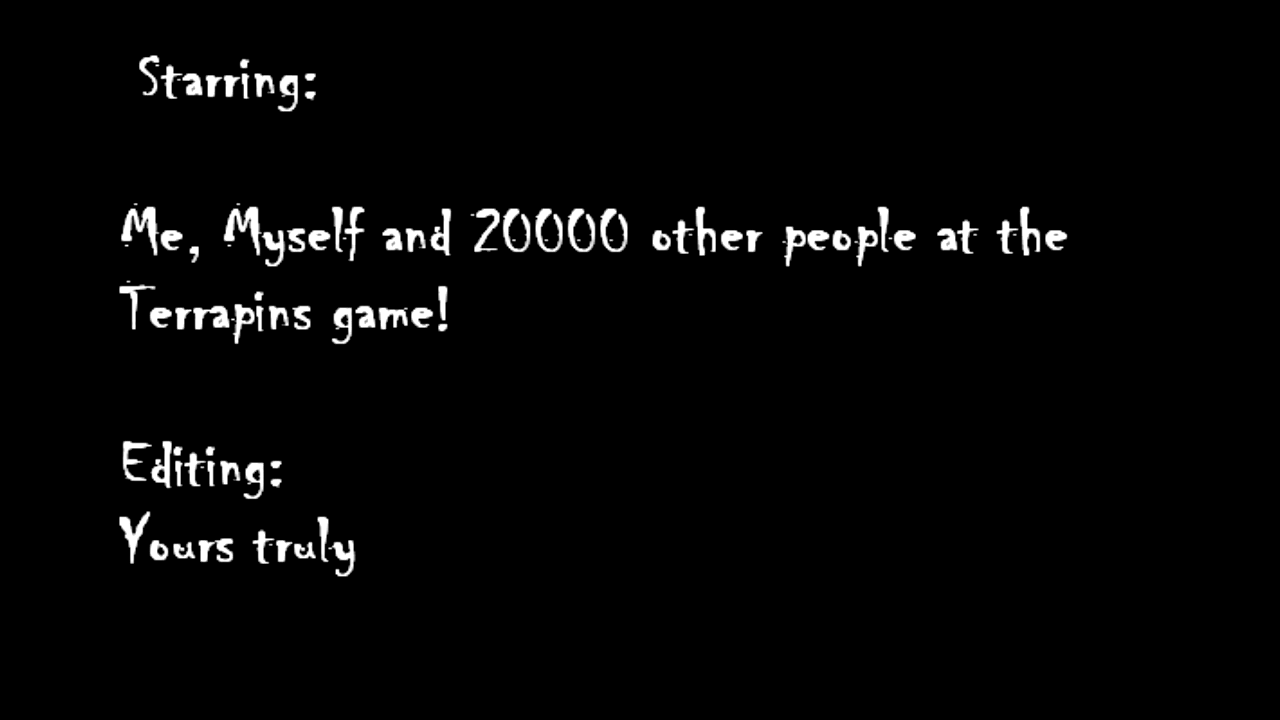 Starring:
Me, Myself and 20000 other people at the
Terrapins game!
Editing:
Yours truly